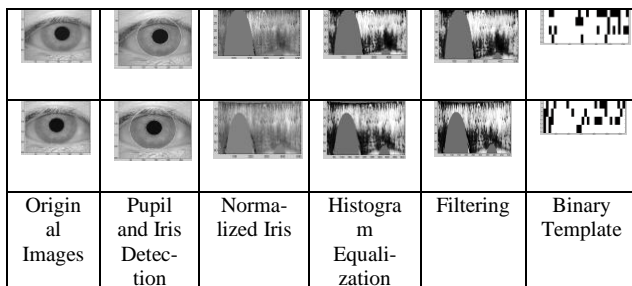 Origin
al
Images
Pupil
and Iris
Detec-
tion
Norma-
lized Iris
Histogra
m
Equali-
zation
Filtering
Binary
Template